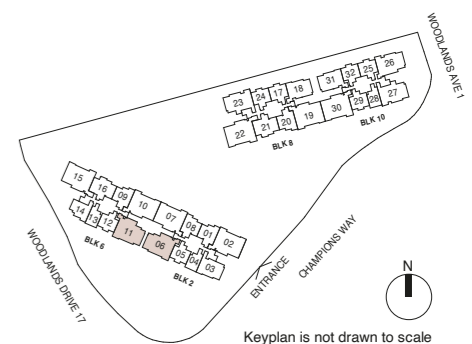 WOODLANDS AVE 1
31 32 25 26
23 24 17 18
22 21 20 19 30 29 28 27
BLK 10
BLK 8
15 16 09 10 07 08 01 02
14 13 12 11 06 05 04 03
BLK 6
BLK 2
WOODLANDS DRIVE 17
ENTRANCE
CHAMPIONS WAY
N
Keyplan is not drawn to scale